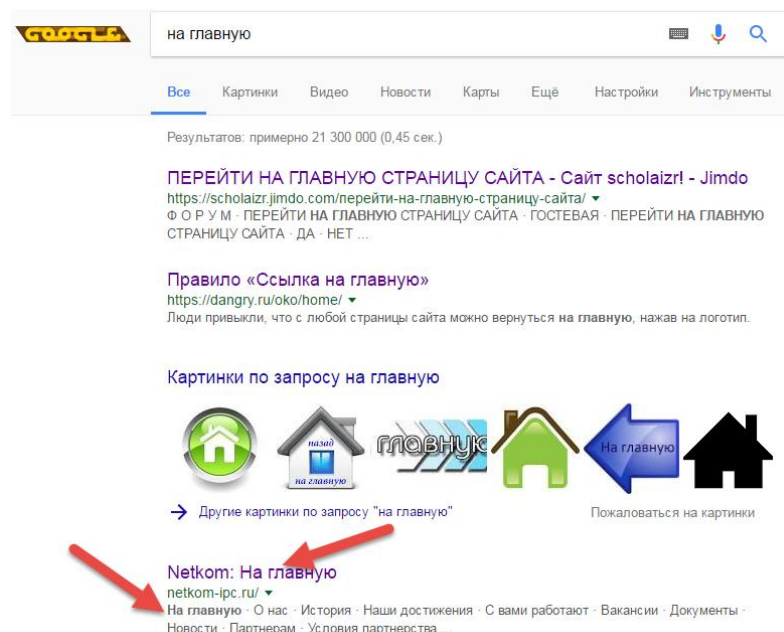 GOOGLE
на главную
Все Картинки Видео Новости Карты Ещё Настройки Инструменты
Результатов: примерно 21 300 000 (0,45 сек.)
ПЕРЕЙТИ НА ГЛАВНУЮ СТРАНИЦУ САЙТА - Сайт scholaizr! - Jimdo
https://scholaizr.jimdo.com/перейти-на-главную-страницу-сайта/
Ф О Р У М · ПЕРЕЙТИ НА ГЛАВНУЮ СТРАНИЦУ САЙТА · ГОСТЕВАЯ · ПЕРЕЙТИ НА ГЛАВНУЮ
СТРАНИЦУ САЙТА · ДА · НЕТ ...
Правило «Ссылка на главную»
https://dangry.ru/oko/home/
Люди привыкли, что с любой страницы сайта можно вернуться на главную, нажав на логотип.
Картинки по запросу на главную
назад
на главную
главную
На главную
Другие картинки по запросу "на главную"
Пожаловаться на картинки
Netkom: На главную
netkom-ipc.ru/
На главную · О нас · История · Наши достижения · С вами работают · Вакансии · Документы ·
Новости · Партнерам · Условия партнерства ...